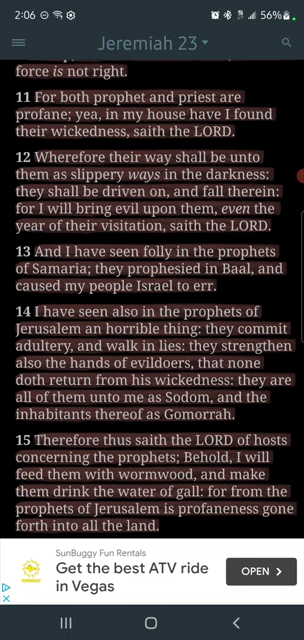 2:06
56%
Jeremiah 23
force is not right.
11 For both prophet and priest are
profane; yea, in my house have I found
their wickedness, saith the LORD.
12 Wherefore their way shall be unto
them as slippery ways in the darkness:
they shall be driven on, and fall therein:
for I will bring evil upon them, even the
year of their visitation, saith the LORD.
13 And I have seen folly in the prophets
of Samaria; they prophesied in Baal, and
caused my people Israel to err.
14 I have seen also in the prophets of
Jerusalem an horrible thing: they commit
adultery, and walk in lies: they strengthen
also the hands of evildoers, that none
doth return from his wickedness: they are
all of them unto me as Sodom, and the
inhabitants thereof as Gomorrah.
15 Therefore thus saith the LORD of hosts
concerning the prophets; Behold, I will
feed them with wormwood, and make
them drink the water of gall: for from the
prophets of Jerusalem is profaneness gone
forth into all the land.
SunBuggy Fun Rentals
Get the best ATV ride
in Vegas
OPEN >